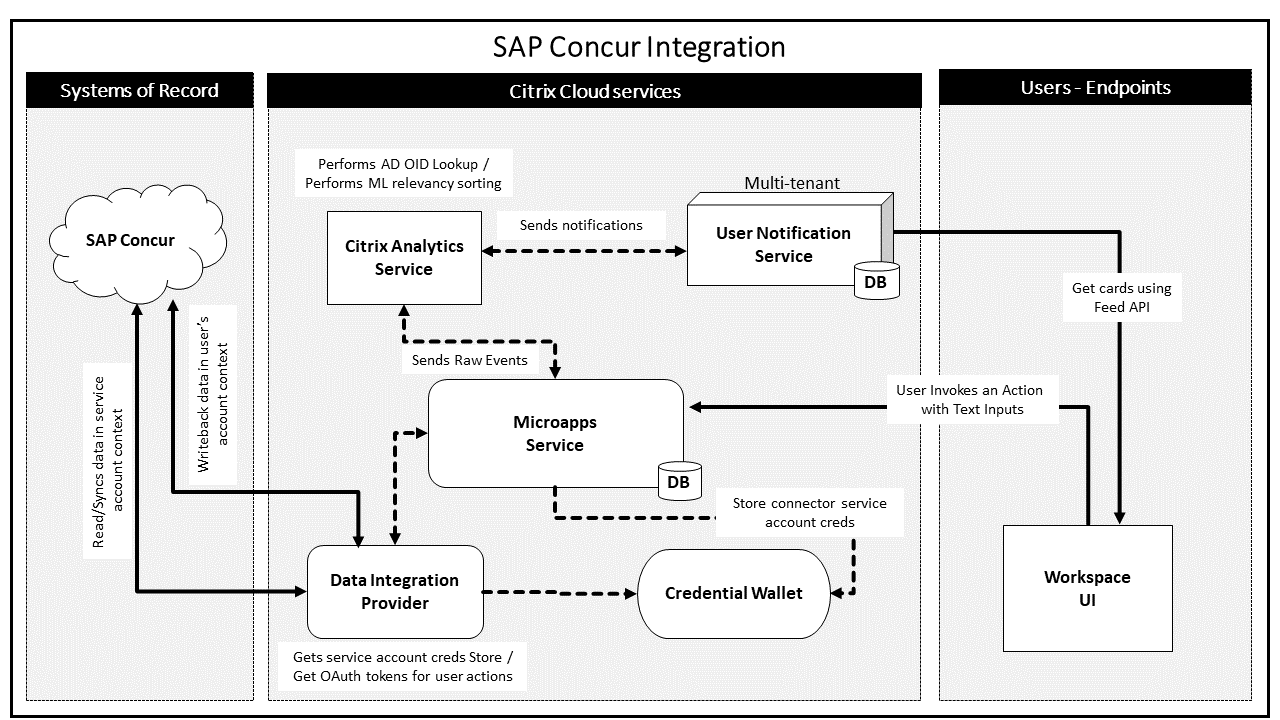 SAP Concur Integration
Systems of Record
Citrix Cloud services
Users - Endpoints
Performs AD OID Lookup /
Performs ML relevancy sorting
Multi-tenant
SAP Concur
Citrix Analytics
Service
Sends notifications
User Notification
Service
DB
Get cards using
Feed API
Sends Raw Events
Read/Syncs data in service
account context
Writeback data in user's
account context
User Invokes an Action
with Text Inputs
Microapps
Service
DB
Store connector service
account creds
Data Integration
Provider
Credential Wallet
Workspace
UI
Gets service account creds Store /
Get OAuth tokens for user actions